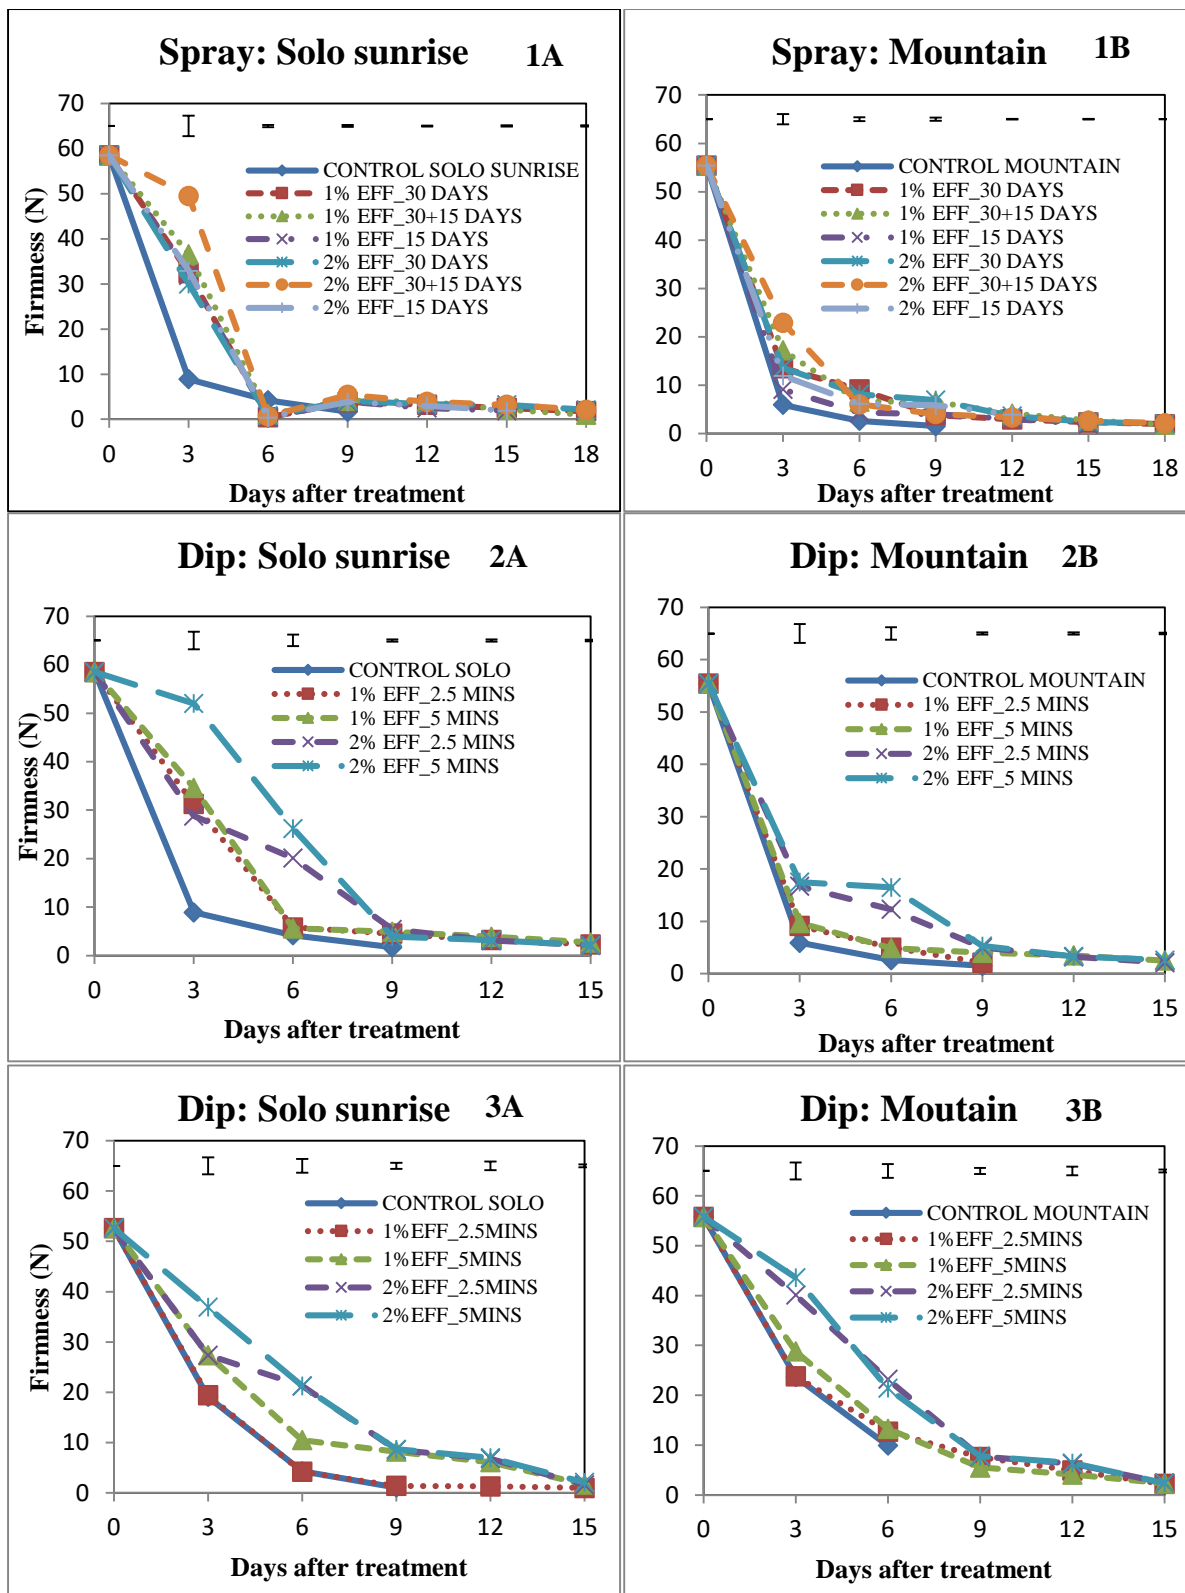 Spray: Solo sunrise 1A
70
60
50
40
30
20
10
0
Firmness (N)
CONTROL SOLO SUNRISE
1% EFF_30 DAYS
1% EFF_30+15 DAYS
1% EFF_15 DAYS
2% EFF_30 DAYS
2% EFF_30+15 DAYS
2% EFF_15 DAYS
0 3 6 9 12 15 18
Days after treatment
Spray: Mountain 1B
70
60
50
40
30
20
10
0
CONTROL MOUNTAIN
1% EFF_30 DAYS
1% EFF_30+15 DAYS
1% EFF_15 DAYS
2% EFF_30 DAYS
2% EFF_30+15 DAYS
2% EFF_15 DAYS
0 3 6 9 12 15 18
Days after treatment
Dip: Solo sunrise 2A
70
60
50
40
30
20
10
0
Firmness (N)
CONTROL SOLO
1% EFF_2.5 MINS
1% EFF_5 MINS
2% EFF_2.5 MINS
2% EFF_5 MINS
0 3 6 9 12 15
Days after treatment
Dip: Mountain 2B
70
60
50
40
30
20
10
0
CONTROL MOUNTAIN
1% EFF_2.5 MINS
1% EFF_5 MINS
2% EFF_2.5 MINS
2% EFF_5 MINS
0 3 6 9 12 15
Days after treatment
Dip: Solo sunrise 3A
70
60
50
40
30
20
10
0
Firmness (N)
CONTROL SOLO
1%EFF_2.5MINS
1%EFF_5MINS
2%EFF_2.5MINS
2%EFF_5MINS
0 3 6 9 12 15
Days after treatment
Dip: Moutain 3B
70
60
50
40
30
20
10
0
CONTROL MOUNTAIN
1%EFF_2.5MINS
1%EFF_5MINS
2%EFF_2.5MINS
2%EFF_5MINS
0 3 6 9 12 15
Days after treatment